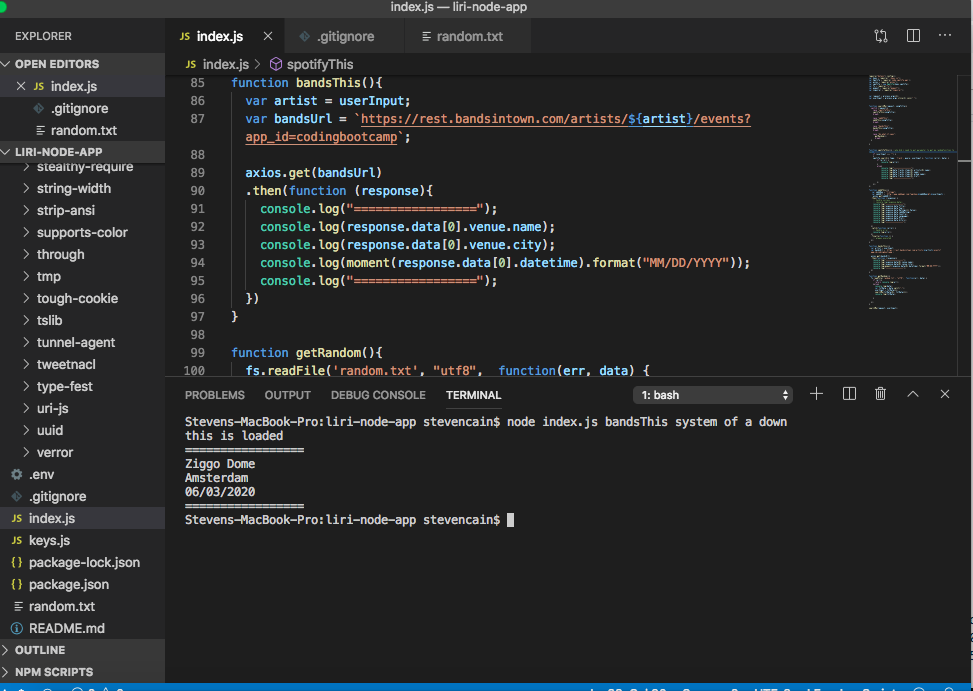 index.js — liri-node-app
EXPLORER
JS index.js
.gitignore
random.txt
OPEN EDITORS
JS index.js
.gitignore
random.txt
LIRI-NODE-APP
stealthy-require
string-width
strip-ansi
supports-color
through
tmp
tough-cookie
tslib
tunnel-agent
tweetnacl
type-fest
uri-js
uuid
verror
.env
.gitignore
JS index.js
JS keys.js
{} package-lock.json
{} package.json
random.txt
README.md
OUTLINE
NPM SCRIPTS
JS index.js > spotifyThis
85 function bandsThis(){
86 var artist = userInput;
87 var bandsUrl = `https://rest.bandsintown.com/artists/${artist}/events?
app_id=codingbootcamp`;
88
89 axios.get(bandsUrl)
90 .then(function (response){
91 console.log("=================");
92 console.log(response.data[0].venue.name);
93 console.log(response.data[0].venue.city);
94 console.log(moment(response.data[0].datetime).format("MM/DD/YYYY"));
95 console.log("=================");
96 })
97 }
98
99 function getRandom(){
100 fs.readFile('random.txt', "utf8", function(err, data) {
PROBLEMS OUTPUT DEBUG CONSOLE TERMINAL 1: bash
Stevens-MacBook-Pro:liri-node-app stevencain$ node index.js bandsThis system of a down
this is loaded
=================
Ziggo Dome
Amsterdam
06/03/2020
=================
Stevens-MacBook-Pro:liri-node-app stevencain$